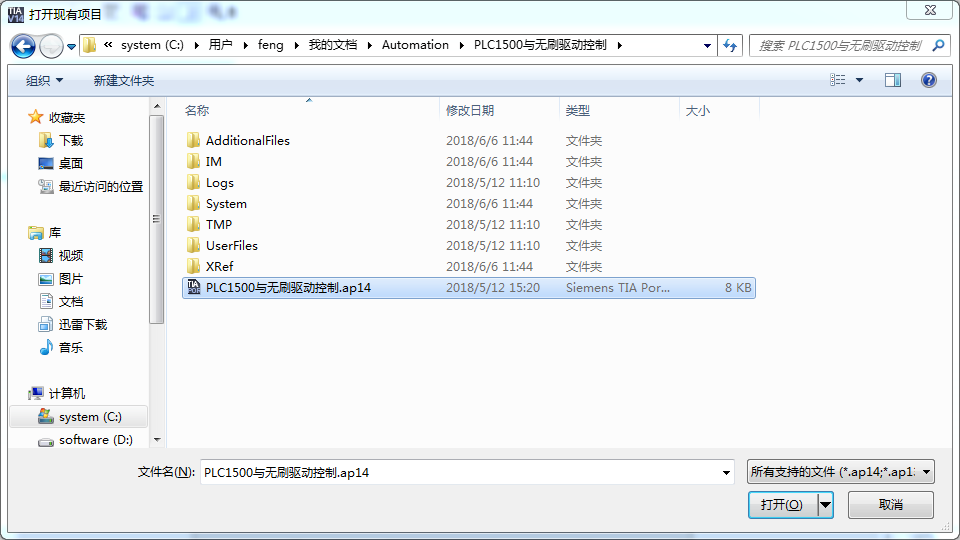 打开现有项目
« system (C:) ▸ 用户 ▸ feng ▸ 我的文档 ▸ Automation ▸ PLC1500与无刷驱动控制 ▸
搜索 PLC1500与无刷驱动控制
组织 新建文件夹
收藏夹
下载
桌面
最近访问的位置
库
视频
图片
文档
迅雷下载
音乐
计算机
system (C:)
software (D:)
名称 修改日期 类型 大小
AdditionalFiles 2018/6/6 11:44 文件夹
IM 2018/6/6 11:44 文件夹
Logs 2018/5/12 11:10 文件夹
System 2018/6/6 11:44 文件夹
TMP 2018/5/12 11:10 文件夹
UserFiles 2018/5/12 11:10 文件夹
XRef 2018/6/6 11:44 文件夹
PLC1500与无刷驱动控制.ap14 2018/5/12 15:20 Siemens TIA Por... 8 KB
文件名(N): PLC1500与无刷驱动控制.ap14 所有支持的文件 (*.ap14;*.ap1
打开(O) 取消